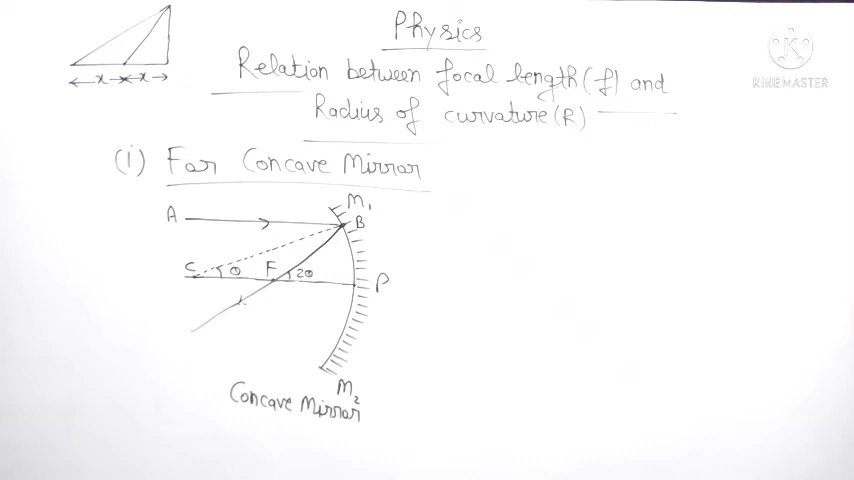 Physics
Relation between focal length (f) and
Radius of curvature (R)
K
KINEMASTER
x x
(i) For Concave Mirror
M1
A B
C θ F 2θ P
M2
Concave Mirror